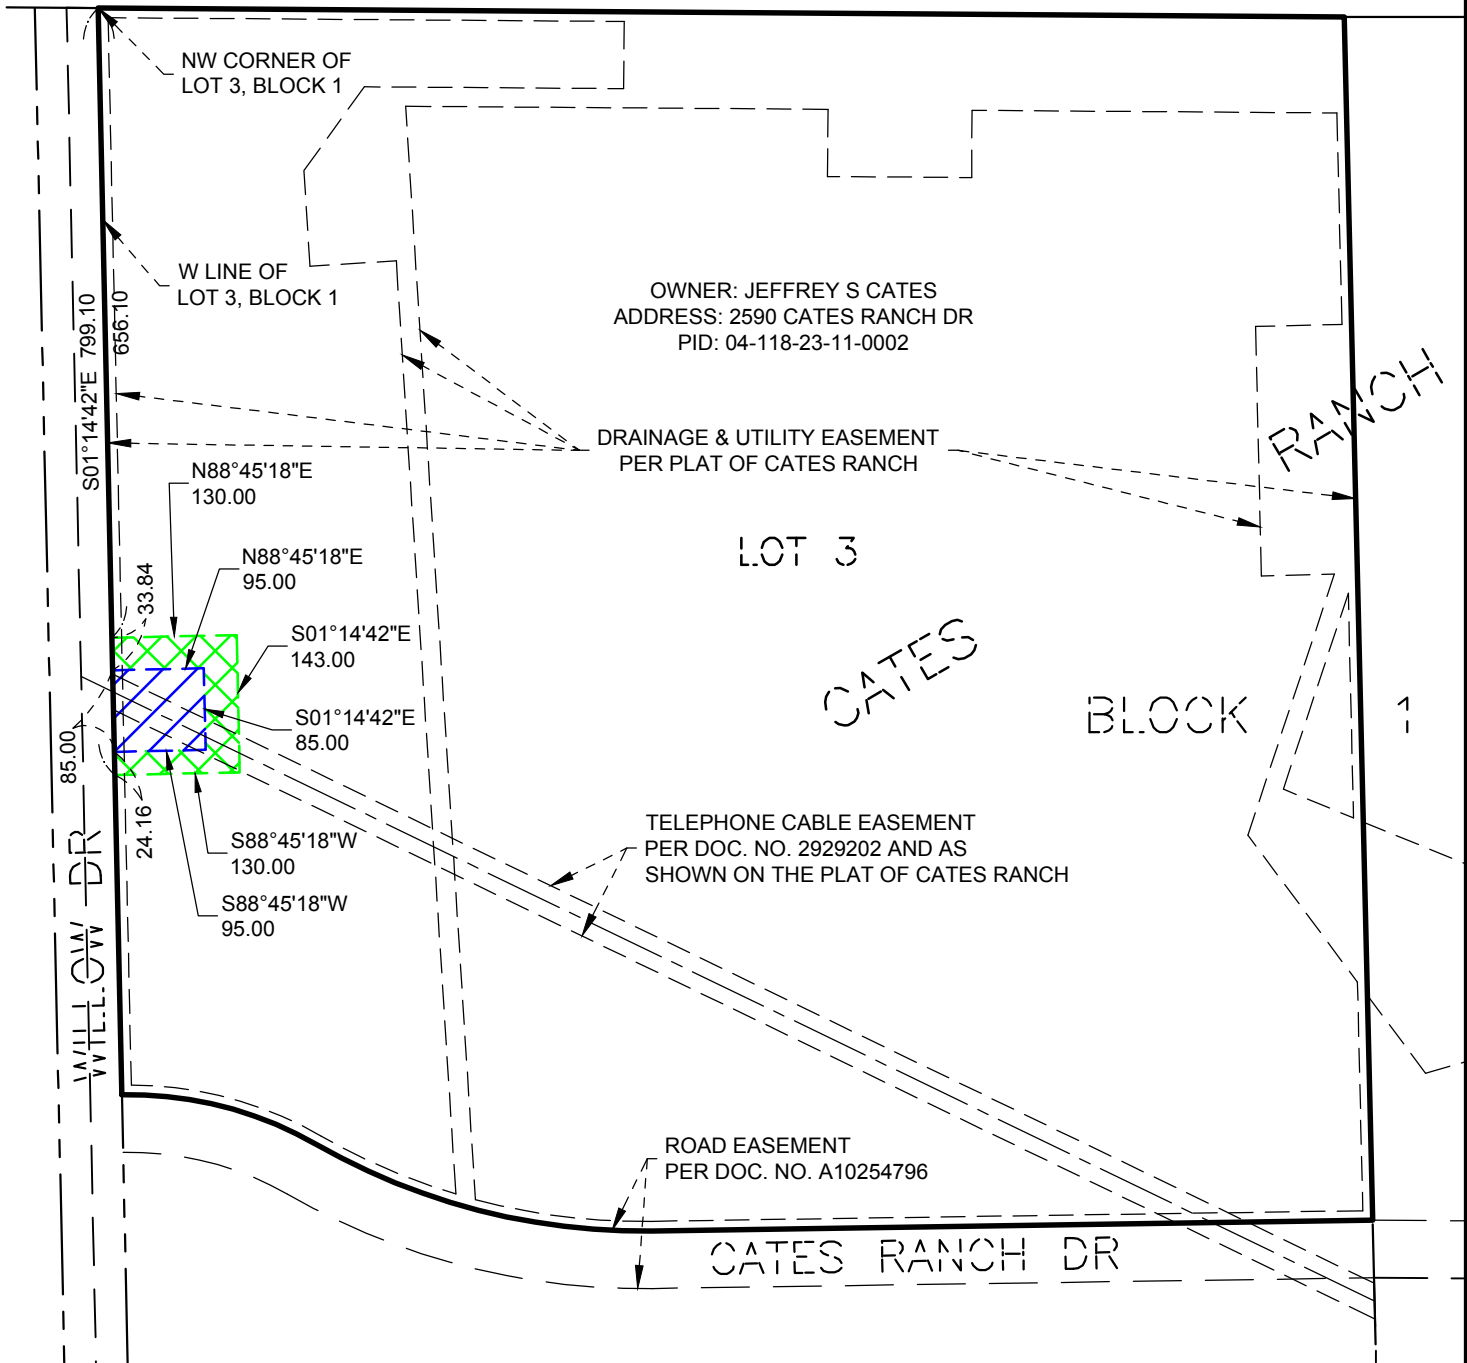 NW CORNER OF
LOT 3, BLOCK 1
W LINE OF
LOT 3, BLOCK 1
S01°14'42"E 799.10
656.10
OWNER: JEFFREY S CATES
ADDRESS: 2590 CATES RANCH DR
PID: 04-118-23-11-0002
RANCH
DRAINAGE & UTILITY EASEMENT
PER PLAT OF CATES RANCH
N88°45'18"E
130.00
N88°45'18"E
95.00
LOT 3
33.84
S01°14'42"E
143.00
CATES
S01°14'42"E
85.00
BLOCK 1
85.00
24.16
S88°45'18"W
130.00
S88°45'18"W
95.00
TELEPHONE CABLE EASEMENT
PER DOC. NO. 2929202 AND AS
SHOWN ON THE PLAT OF CATES RANCH
WILLOW DR
ROAD EASEMENT
PER DOC. NO. A10254796
CATES RANCH DR